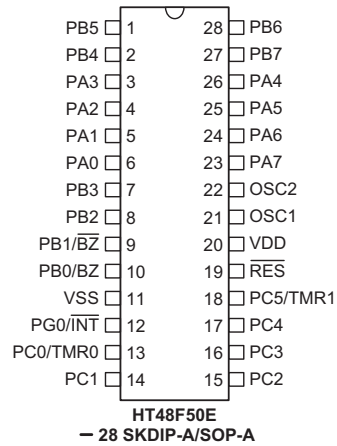 PB5 1 28 PB6
PB4 2 27 PB7
PA3 3 26 PA4
PA2 4 25 PA5
PA1 5 24 PA6
PA0 6 23 PA7
PB3 7 22 OSC2
PB2 8 21 OSC1
PB1/B̅Z̅ 9 20 VDD
PB0/BZ 10 19 R̅E̅S̅
VSS 11 18 PC5/TMR1
PG0/I̅N̅T̅ 12 17 PC4
PC0/TMR0 13 16 PC3
PC1 14 15 PC2
HT48F50E
– 28 SKDIP-A/SOP-A